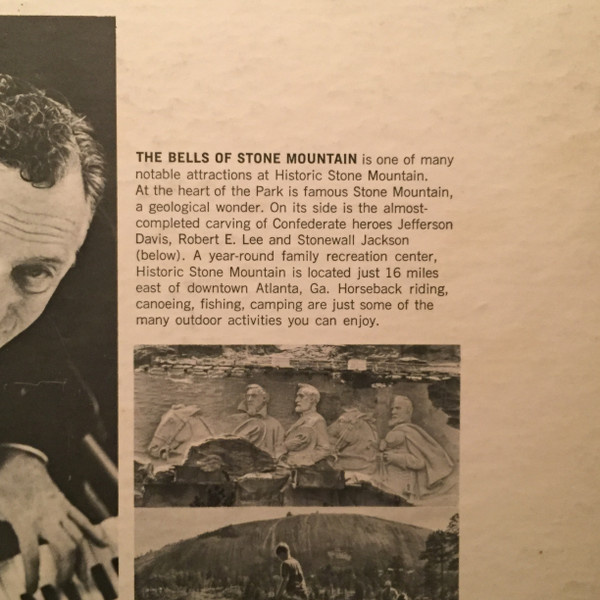 THE BELLS OF STONE MOUNTAIN is one of many
notable attractions at Historic Stone Mountain.
At the heart of the Park is famous Stone Mountain,
a geological wonder. On its side is the almost-
completed carving of Confederate heroes Jefferson
Davis, Robert E. Lee and Stonewall Jackson
(below). A year-round family recreation center,
Historic Stone Mountain is located just 16 miles
east of downtown Atlanta, Ga. Horseback riding,
canoeing, fishing, camping are just some of the
many outdoor activities you can enjoy.